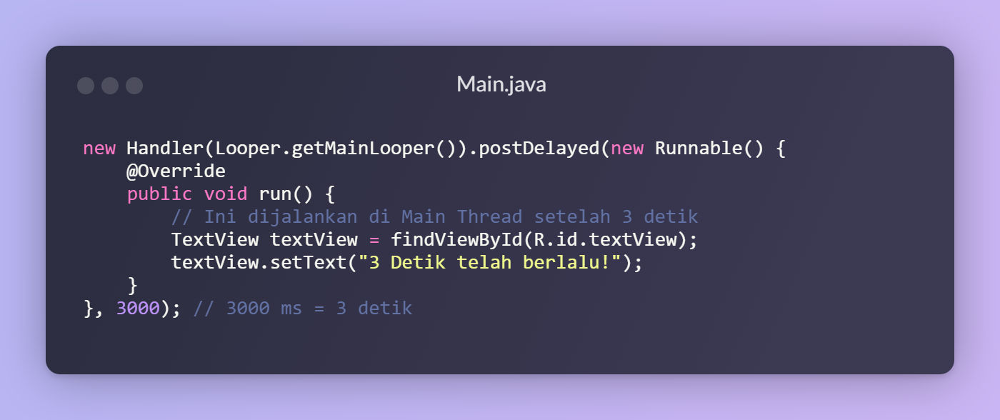 Main.java
new Handler(Looper.getMainLooper()).postDelayed(new Runnable() {
    @Override
    public void run() {
        // Ini dijalankan di Main Thread setelah 3 detik
        TextView textView = findViewById(R.id.textView);
        textView.setText("3 Detik telah berlalu!");
    }
}, 3000); // 3000 ms = 3 detik